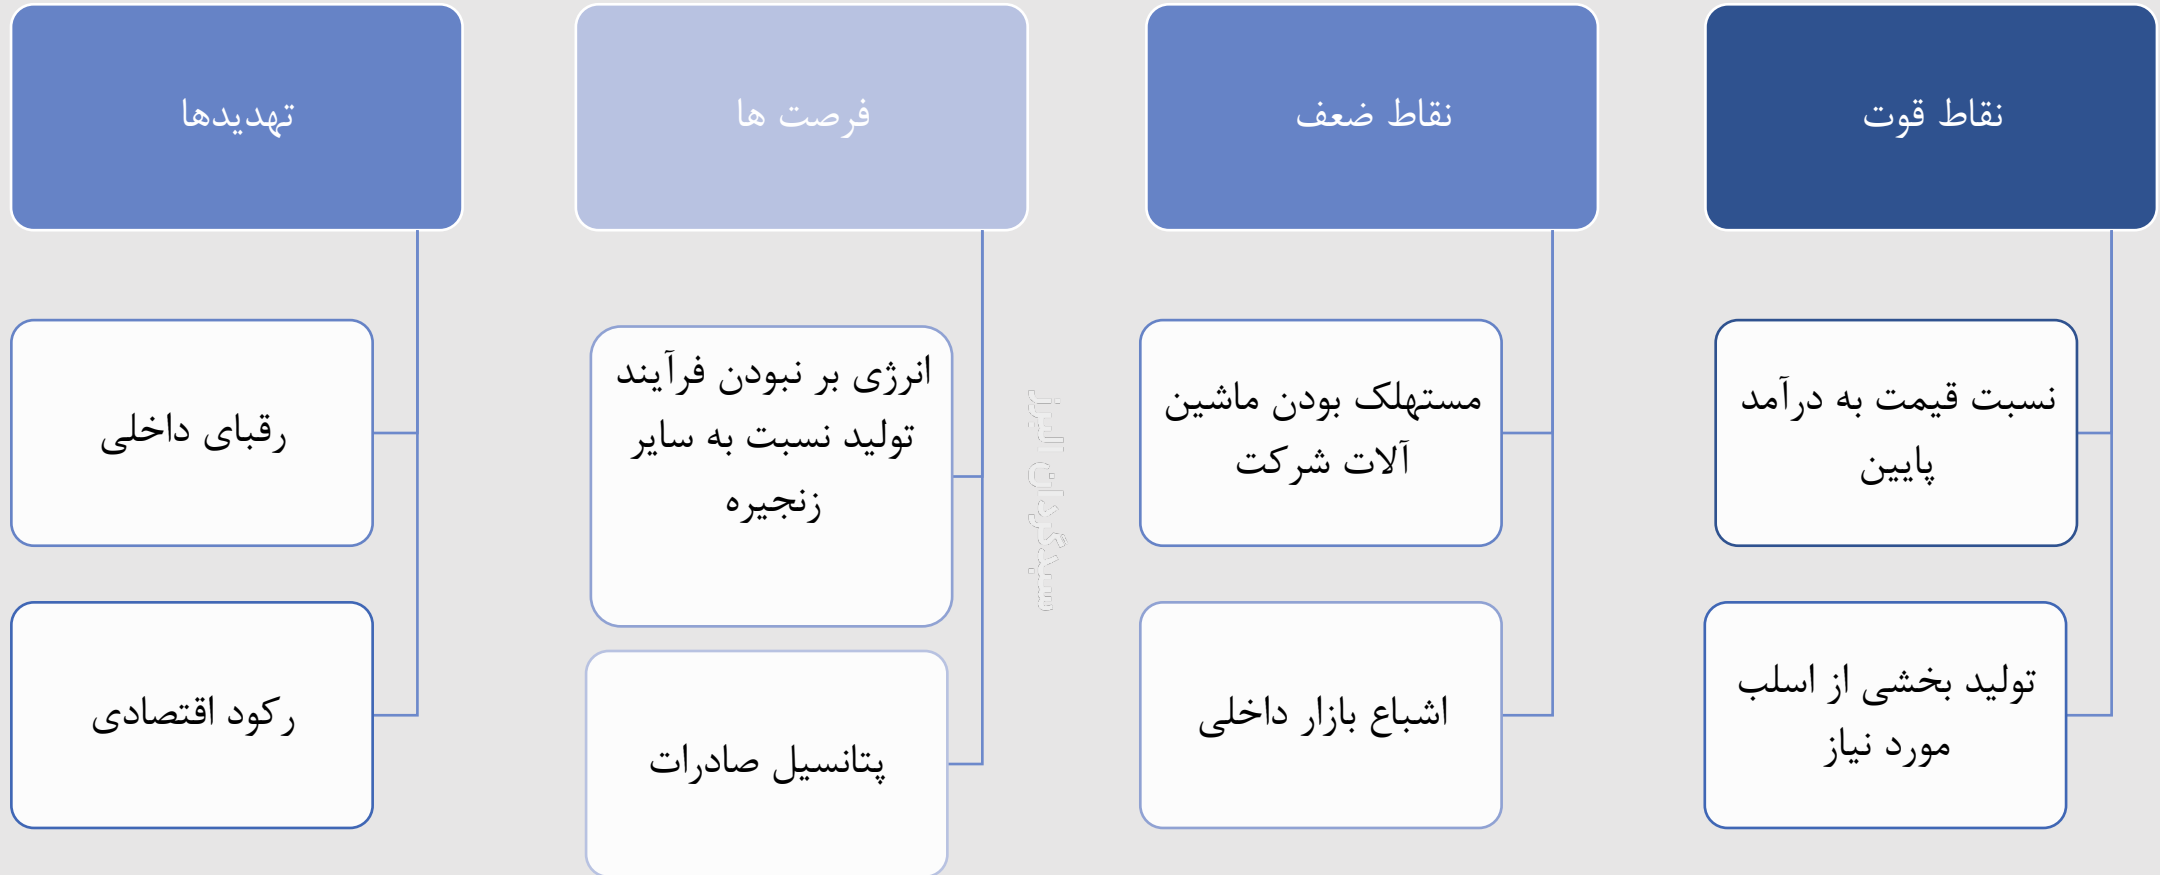 نقاط قوت
نسبت قیمت به درآمد
پایین
تولید بخشی از اسلب
مورد نیاز
نقاط ضعف
مستهلک بودن ماشین
آلات شرکت
اشباع بازار داخلی
فرصت ها
انرژی بر نبودن فرآیند
تولید نسبت به سایر
زنجیره
پتانسیل صادرات
تهدیدها
رقبای داخلی
رکود اقتصادی
سبدگردان البرز